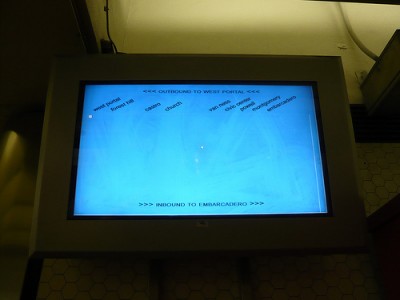 <<< OUTBOUND TO WEST PORTAL <<<
west portal forest hill castro church van ness civic center powell montgomery embarcadero
>>> INBOUND TO EMBARCADERO >>>